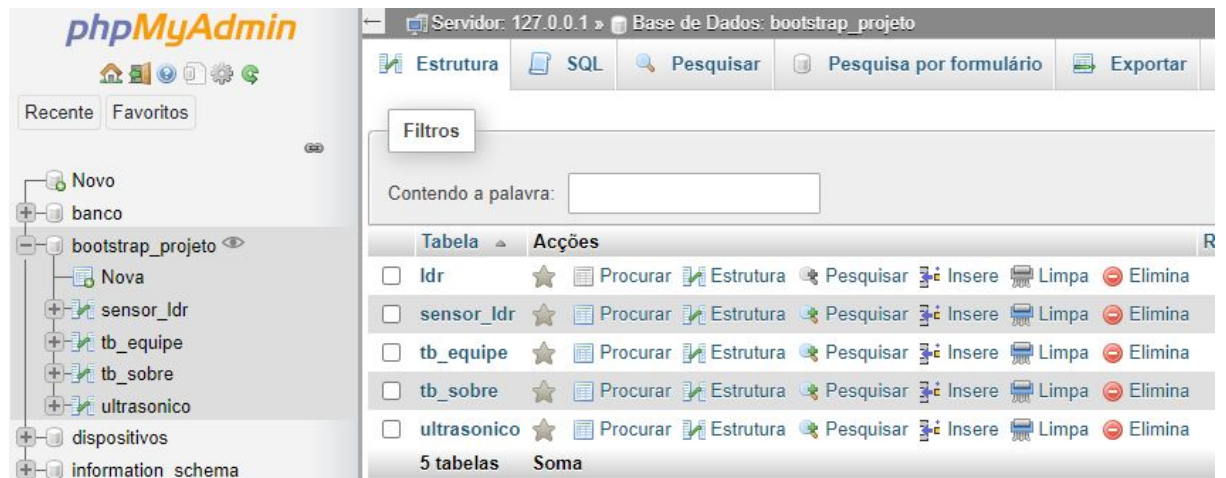 phpMyAdmin
Recente Favoritos
Novo
banco
bootstrap_projeto
Nova
sensor_ldr
tb_equipe
tb_sobre
ultrasonico
dispositivos
information_schema
← Servidor: 127.0.0.1 » Base de Dados: bootstrap_projeto
Estrutura SQL Pesquisar Pesquisa por formulário Exportar
Filtros
Contendo a palavra:
Tabela Acções R
ldr Procurar Estrutura Pesquisar Insere Limpa Elimina
sensor_ldr Procurar Estrutura Pesquisar Insere Limpa Elimina
tb_equipe Procurar Estrutura Pesquisar Insere Limpa Elimina
tb_sobre Procurar Estrutura Pesquisar Insere Limpa Elimina
ultrasonico Procurar Estrutura Pesquisar Insere Limpa Elimina
5 tabelas Soma